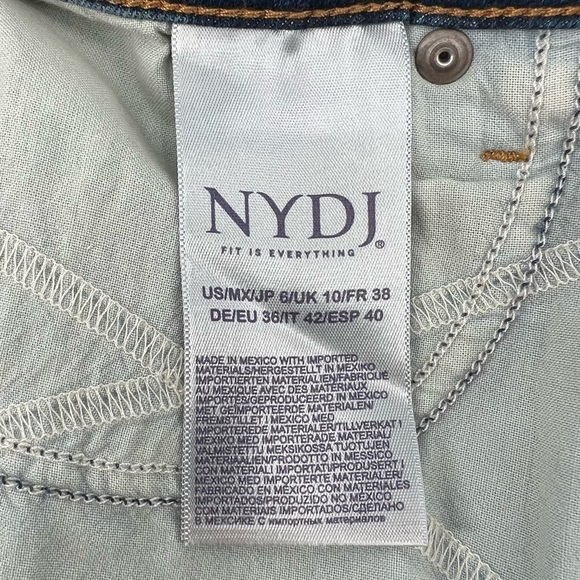 NYDJ®
FIT IS EVERYTHING
US/MX/JP 6/UK 10/FR 38
DE/EU 36/IT 42/ESP 40
MADE IN MEXICO WITH IMPORTED
MATERIALS/HERGESTELLT IN MEXIKO
IMPORTIERTEN MATERIALIEN/FABRIQUÉ
AU MEXIQUE AVEC DES MATERIAUX
IMPORTÉS/GEPRODUCEERD IN MEXICO
MET GEÏMPORTEERDE MATERIALEN/
FREMSTILLET I MEXICO MED
IMPORTEREDE MATERIALER/TILLVERKAT I
MEXIKO MED IMPORTERADE MATERIAL/
VALMISTETTU MEKSIKOSSA TUOTUJEN
MATERIAALIEN/PRODOTTO IN MESSICO
CON MATERIALI IMPORTATI/PRODUSERT I
MEXICO MED IMPORTERTE MATERIALER/
FABRICADO EN MÉXICO CON MATERIALES
IMPORTADOS/PRODUZIDO NO MÉXICO
COM MATERIAIS IMPORTADOS/СДЕЛАНО
В МЕКСИКЕ С импортных материалов